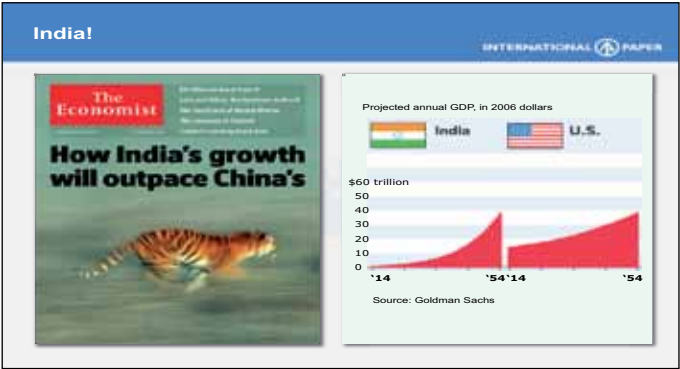 India!
INTERNATIONAL PAPER
The
Economist
How India's growth
will outpace China's
Projected annual GDP, in 2006 dollars
India
U.S.
$60 trillion
50
40
30
20
10
0
'14
'54
'14
'54
Source: Goldman Sachs